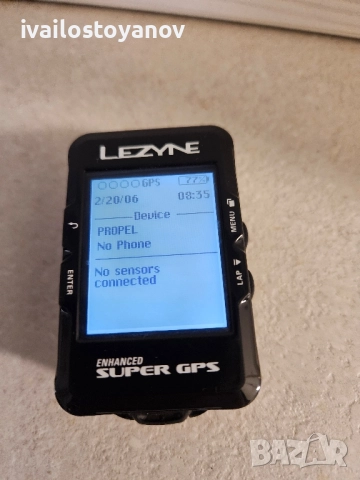 ivailostoyanov
LEZYNE
GPS 77%
2/20/06 08:35
Device
PROPEL
No Phone
No sensors
connected
ENTER
MENU
LAP
ENHANCED
SUPER GPS
BAZAR